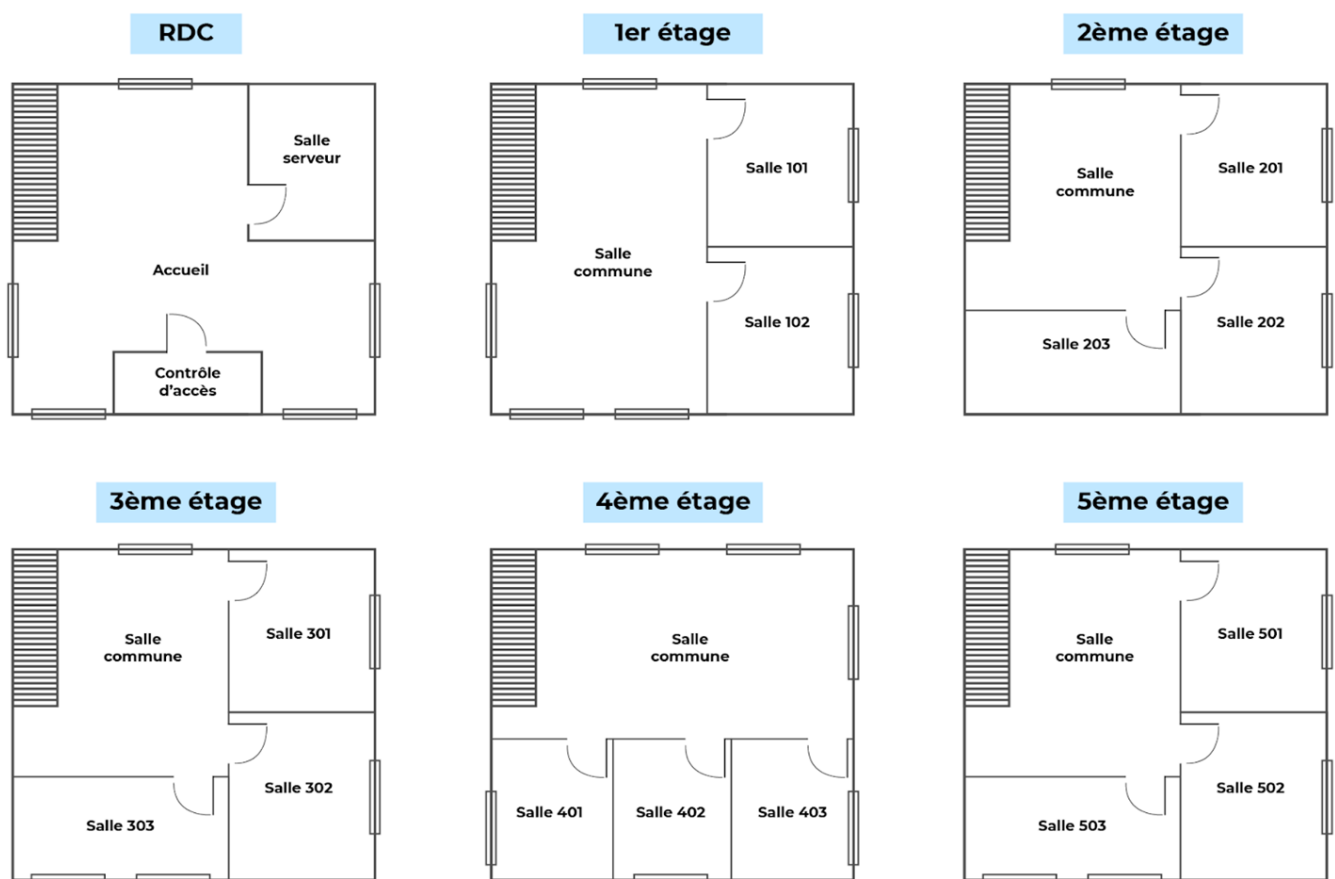 RDC
1er étage
2ème étage
Salle
serveur
Accueil
Contrôle
d'accès
Salle
commune
Salle 101
Salle 102
Salle
commune
Salle 201
Salle 202
Salle 203
3ème étage
4ème étage
5ème étage
Salle
commune
Salle 301
Salle 302
Salle 303
Salle
commune
Salle 401
Salle 402
Salle 403
Salle
commune
Salle 501
Salle 502
Salle 503